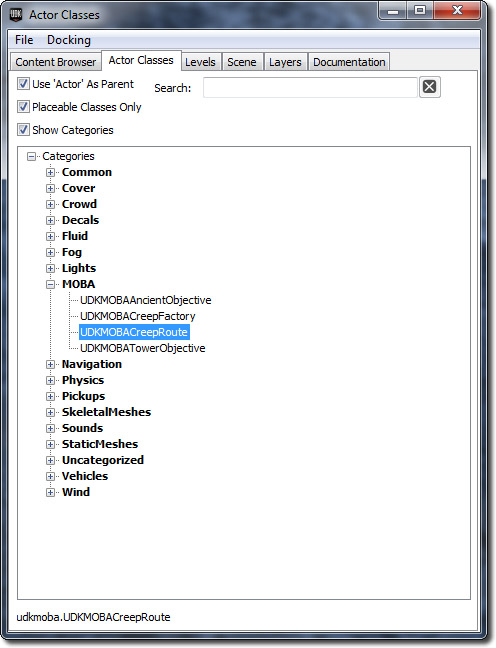 UDK Actor Classes
File Docking
Content Browser Actor Classes Levels Scene Layers Documentation
Use 'Actor' As Parent Search:
Placeable Classes Only
Show Categories
Categories
Common
Cover
Crowd
Decals
Fluid
Fog
Lights
MOBA
UDKMOBAAncientObjective
UDKMOBACreepFactory
UDKMOBACreepRoute
UDKMOBATowerObjective
Navigation
Physics
Pickups
SkeletalMeshes
Sounds
StaticMeshes
Uncategorized
Vehicles
Wind
udkmoba.UDKMOBACreepRoute